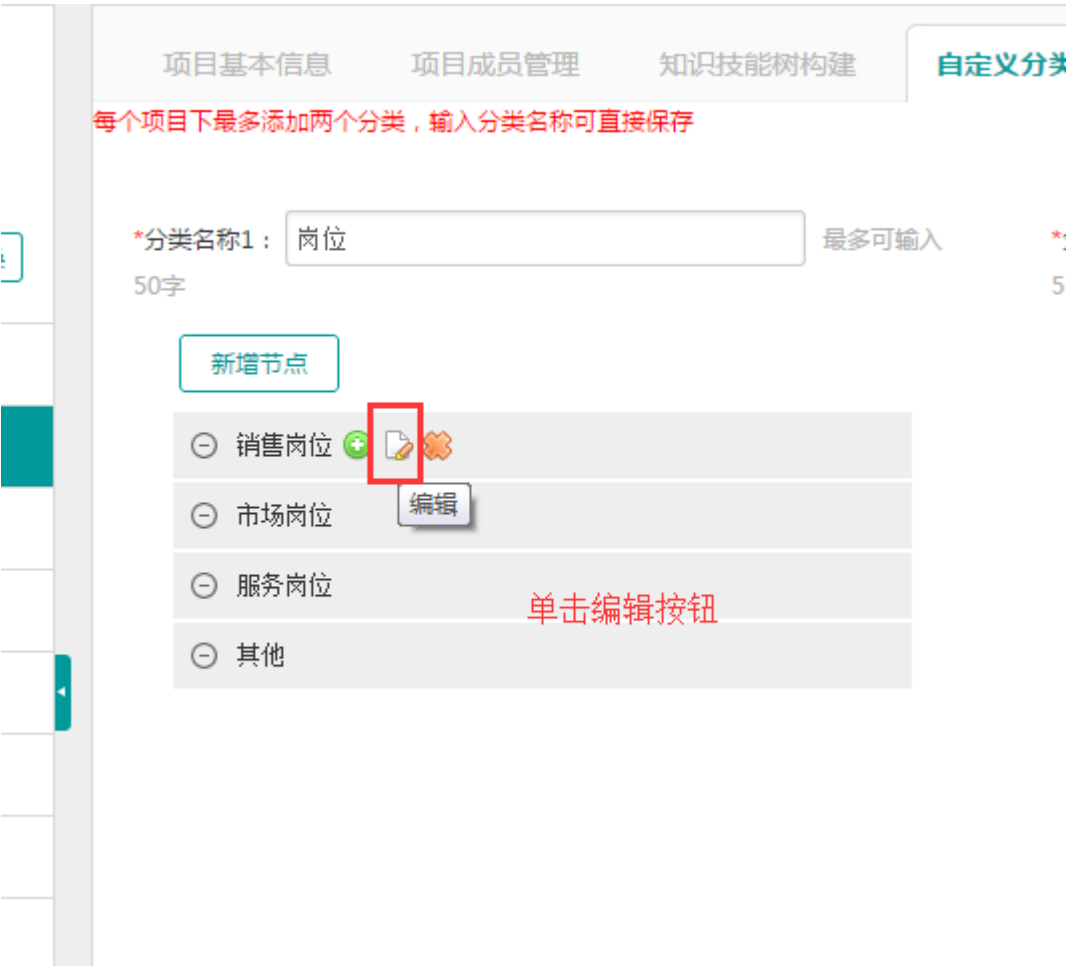 项目基本信息 项目成员管理 知识技能树构建 自定义分类
每个项目下最多添加两个分类，输入分类名称可直接保存
*分类名称1： 岗位 最多可输入 *
50字 5
新增节点
销售岗位
编辑
市场岗位
服务岗位
单击编辑按钮
其他